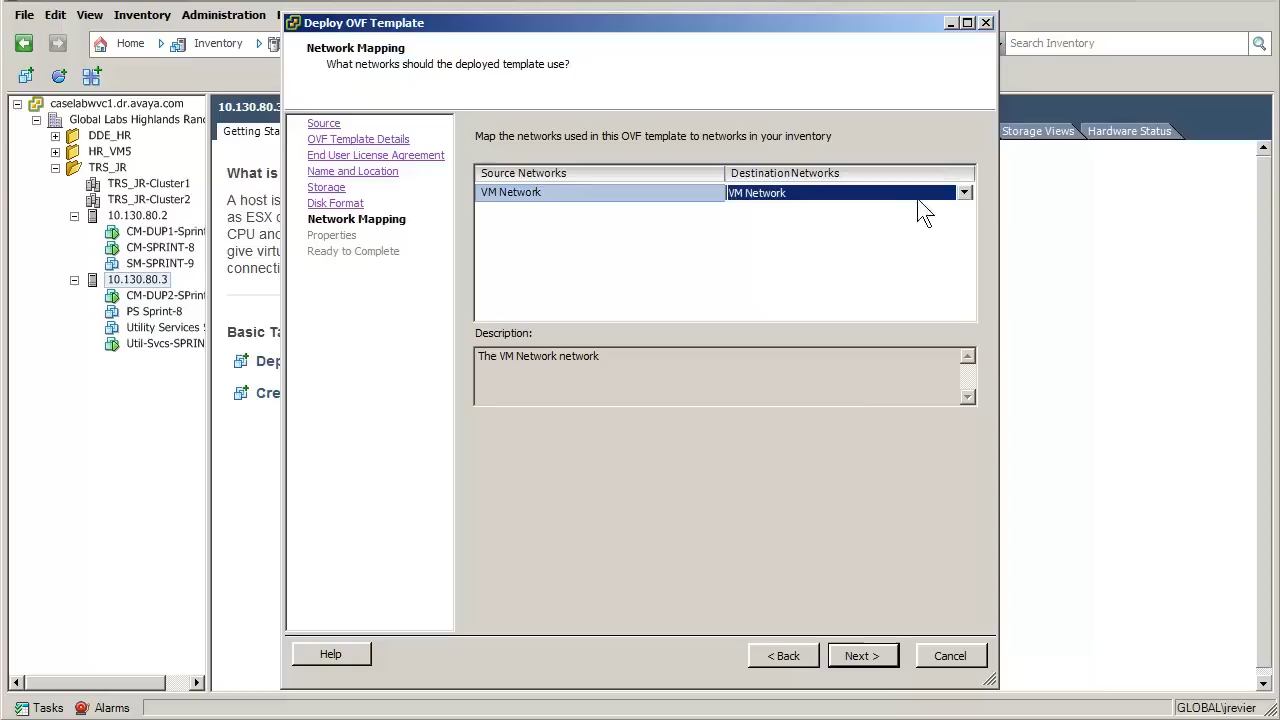 File Edit View Inventory Administration
Deploy OVF Template
Network Mapping
What networks should the deployed template use?
Home Inventory
Search Inventory
caselabwvc1.dr.avaya.com
Global Labs Highlands Ran
DDE_HR
HR_VM5
TRS_JR
TRS_JR-Cluster1
TRS_JR-Cluster2
10.130.80.2
CM-DUP1-Sprint
CM-SPRINT-8
SM-SPRINT-9
10.130.80.3
CM-DUP2-SPrint
PS Sprint-8
Utility Services S
Util-Svcs-SPRIN
10.130.80.3
Getting Sta
What is
A host is
as ESX
CPU and
give virtu
connecti
Basic Ta
Dep
Cre
Source
OVF Template Details
End User License Agreement
Name and Location
Storage
Disk Format
Network Mapping
Properties
Ready to Complete
Map the networks used in this OVF template to networks in your inventory
Source Networks DestinationNetworks
VM Network VM Network
Description:
The VM Network network
Storage Views Hardware Status
Help < Back Next > Cancel
Tasks Alarms GLOBAL\jrevier